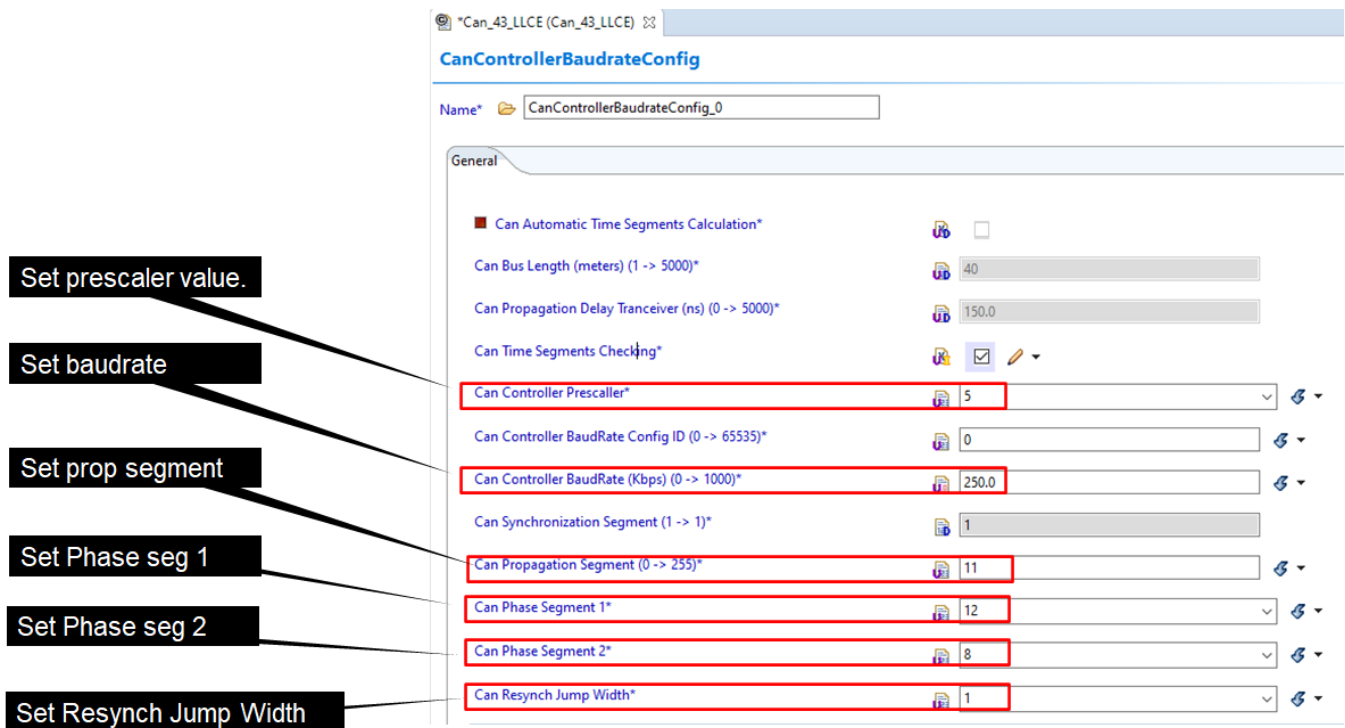 *Can_43_LLCE (Can_43_LLCE)
CanControllerBaudrateConfig
Name* CanControllerBaudrateConfig_0
General
Can Automatic Time Segments Calculation*
Set prescaler value.
Can Bus Length (meters) (1 -> 5000)* 40
Can Propagation Delay Tranceiver (ns) (0 -> 5000)* 150.0
Set baudrate
Can Time Segments Checking*
Can Controller Prescaller* 5
Can Controller BaudRate Config ID (0 -> 65535)* 0
Set prop segment
Can Controller BaudRate (Kbps) (0 -> 1000)* 250.0
Can Synchronization Segment (1 -> 1)* 1
Set Phase seg 1
Can Propagation Segment (0 -> 255)* 11
Can Phase Segment 1* 12
Set Phase seg 2
Can Phase Segment 2* 8
Can Resynch Jump Width* 1
Set Resynch Jump Width